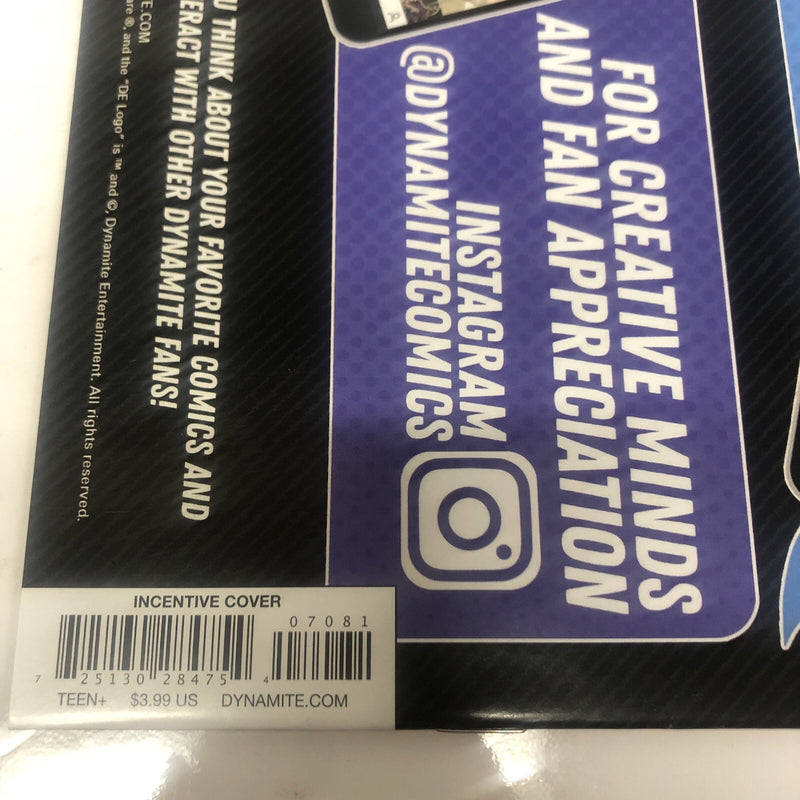 FOR CREATIVE MINDS
AND FAN APPRECIATION
INSTAGRAM
@DYNAMITECOMICS
THINK ABOUT YOUR FAVORITE COMICS AND
WITH OTHER DYNAMITE FANS!
.COM
®, and the "DE Logo" is ™ and ©, Dynamite Entertainment. All rights reserved.
INCENTIVE COVER
07081
7 25130 28475 4
TEEN+ $3.99 US DYNAMITE.COM